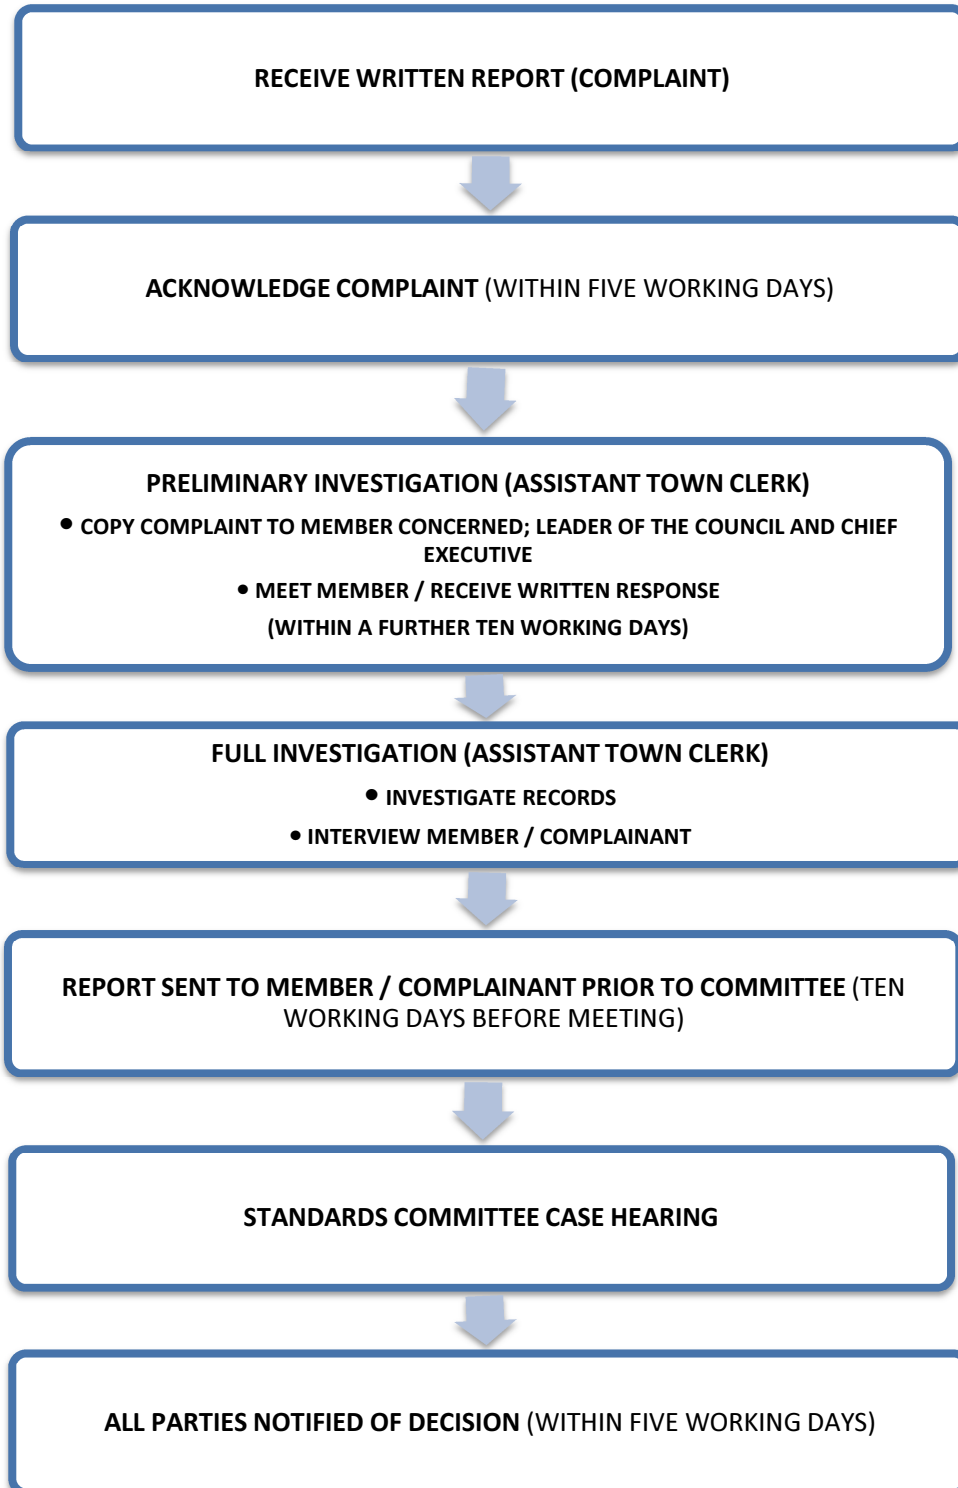 RECEIVE WRITTEN REPORT (COMPLAINT)
ACKNOWLEDGE COMPLAINT (WITHIN FIVE WORKING DAYS)
PRELIMINARY INVESTIGATION (ASSISTANT TOWN CLERK)
• COPY COMPLAINT TO MEMBER CONCERNED; LEADER OF THE COUNCIL AND CHIEF
EXECUTIVE
• MEET MEMBER / RECEIVE WRITTEN RESPONSE
(WITHIN A FURTHER TEN WORKING DAYS)
FULL INVESTIGATION (ASSISTANT TOWN CLERK)
• INVESTIGATE RECORDS
• INTERVIEW MEMBER / COMPLAINANT
REPORT SENT TO MEMBER / COMPLAINANT PRIOR TO COMMITTEE (TEN
WORKING DAYS BEFORE MEETING)
STANDARDS COMMITTEE CASE HEARING
ALL PARTIES NOTIFIED OF DECISION (WITHIN FIVE WORKING DAYS)